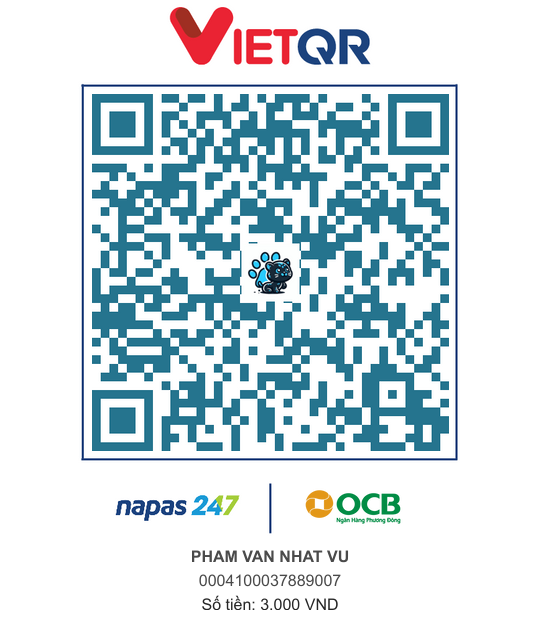 VIETQR
napas 247
OCB
Ngân Hàng Phương Đông
PHAM VAN NHAT VU
0004100037889007
Số tiền: 3.000 VND